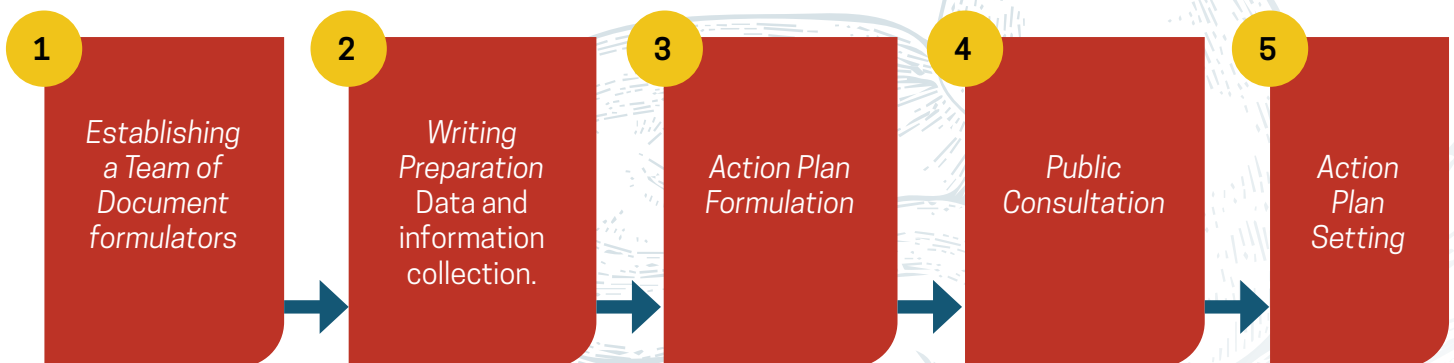 1
Establishing
a Team of
Document
formulators
2
Writing
Preparation
Data and
information
collection.
3
Action Plan
Formulation
4
Public
Consultation
5
Action
Plan
Setting